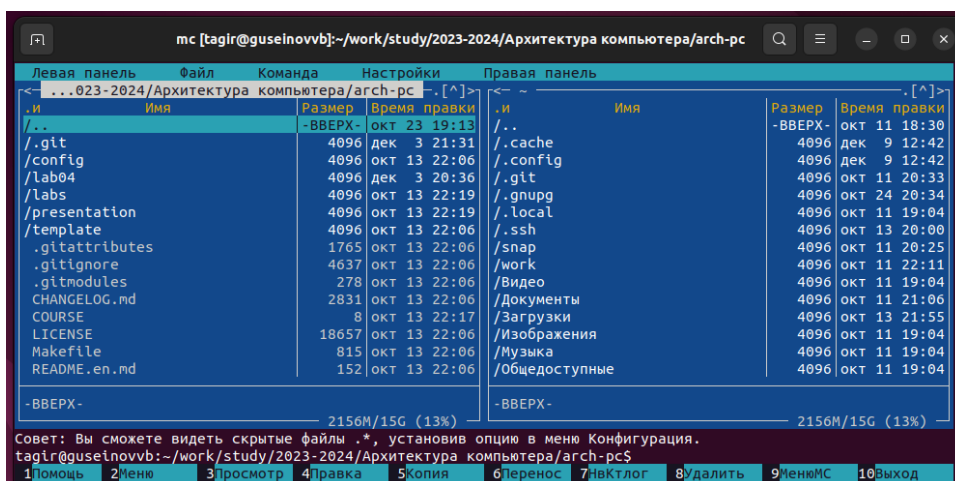 mc [tagir@guseinovvb]:~/work/study/2023-2024/Архитектура компьютера/arch-pc
Левая панель Файл Команда Настройки Правая панель
<─ ...023-2024/Архитектура компьютера/arch-pc ─.[^]> <─ ~ ─.[^]>
.и Имя Размер Время правки .и Имя Размер Время правки
/.. -ВВЕРХ- окт 23 19:13 /.. -ВВЕРХ- окт 11 18:30
/.git 4096 дек 3 21:31 /.cache 4096 дек 9 12:42
/config 4096 окт 13 22:06 /.config 4096 дек 9 12:42
/lab04 4096 дек 3 20:36 /.git 4096 окт 11 20:33
/labs 4096 окт 13 22:19 /.gnupg 4096 окт 24 20:34
/presentation 4096 окт 13 22:19 /.local 4096 окт 11 19:04
/template 4096 окт 13 22:06 /.ssh 4096 окт 13 20:00
.gitattributes 1765 окт 13 22:06 /snap 4096 окт 11 20:25
.gitignore 4637 окт 13 22:06 /work 4096 окт 11 22:11
.gitmodules 278 окт 13 22:06 /Видео 4096 окт 11 19:04
CHANGELOG.md 2831 окт 13 22:06 /Документы 4096 окт 11 21:06
COURSE 8 окт 13 22:17 /Загрузки 4096 окт 13 21:55
LICENSE 18657 окт 13 22:06 /Изображения 4096 окт 11 19:04
Makefile 815 окт 13 22:06 /Музыка 4096 окт 11 19:04
README.en.md 152 окт 13 22:06 /Общедоступные 4096 окт 11 19:04
-ВВЕРХ- -ВВЕРХ-
2156M/15G (13%) 2156M/15G (13%)
Совет: Вы сможете видеть скрытые файлы .*, установив опцию в меню Конфигурация.
tagir@guseinovvb:~/work/study/2023-2024/Архитектура компьютера/arch-pc$
1Помощь 2Меню 3Просмотр 4Правка 5Копия 6Перенос 7НвКтлог 8Удалить 9МенюMC 10Выход